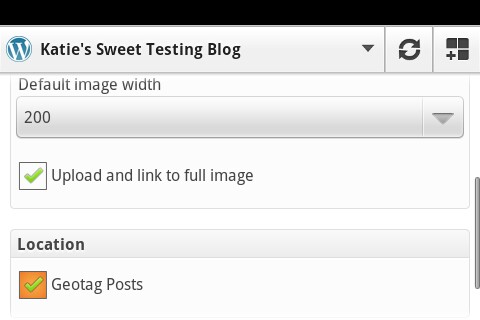 Katie's Sweet Testing Blog
Default image width
200
Upload and link to full image
Location
Geotag Posts